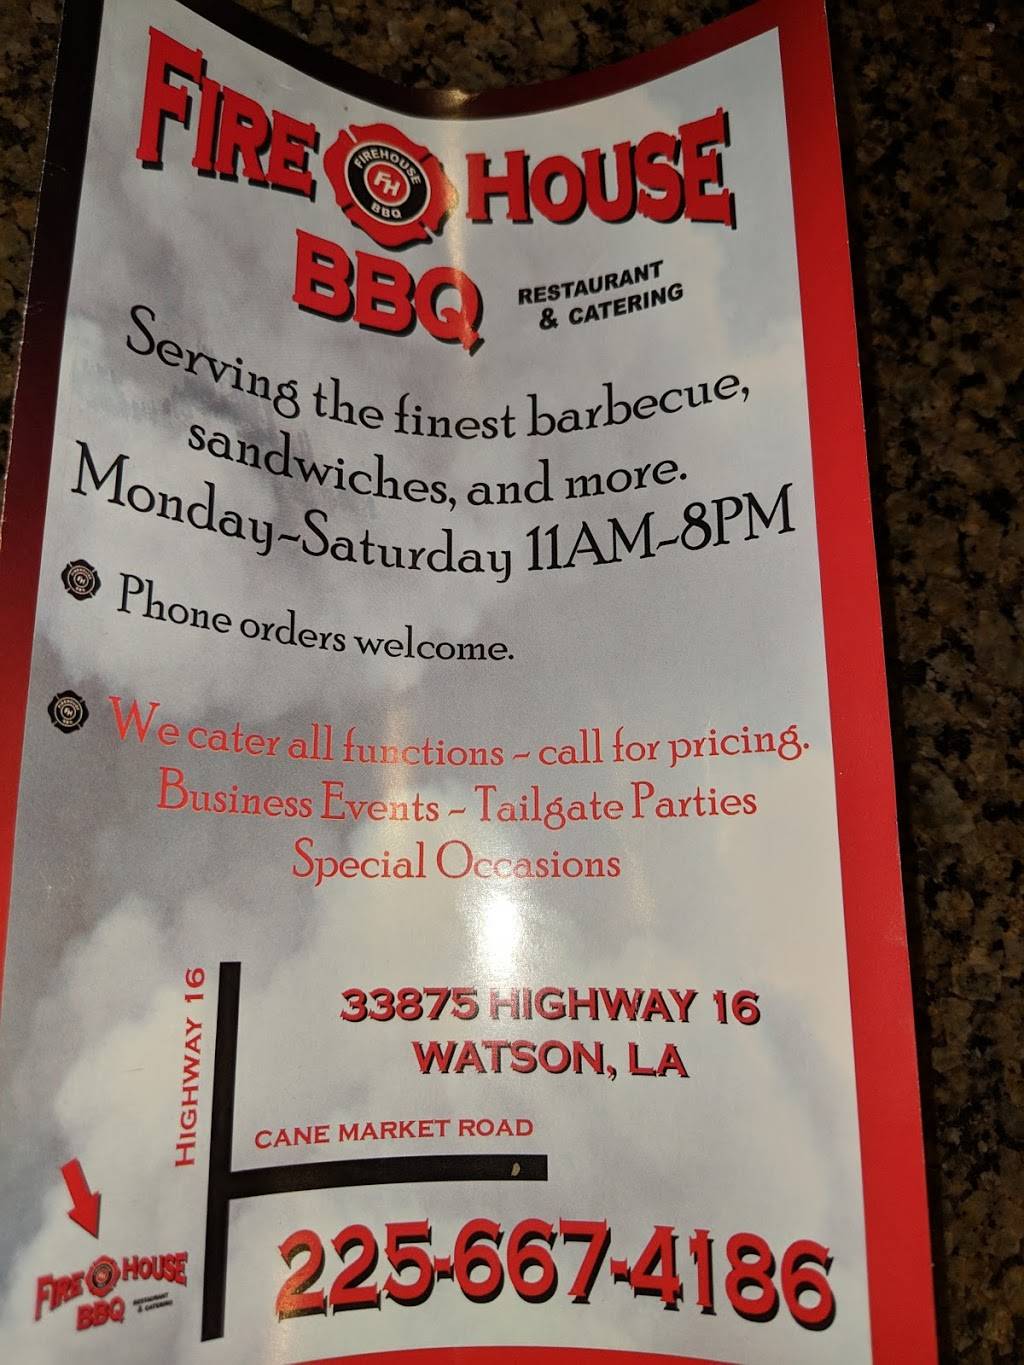 FIRE HOUSE
FIREHOUSE
FH
BBQ
BBQ
RESTAURANT
& CATERING
Serving the finest barbecue,
sandwiches, and more.
Monday~Saturday 11AM-8PM
Phone orders welcome.
We cater all functions ~ call for pricing.
Business Events ~ Tailgate Parties
Special Occasions
33875 HIGHWAY 16
WATSON, LA
HIGHWAY 16
CANE MARKET ROAD
FIRE HOUSE
BBQ
RESTAURANT
& CATERING
225-667-4186